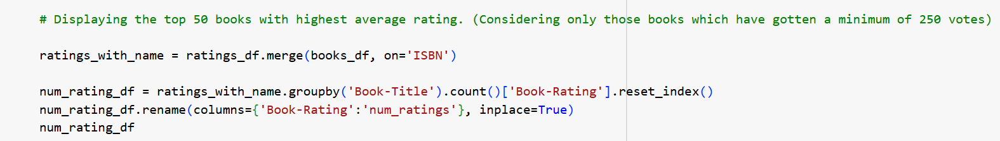 # Displaying the top 50 books with highest average rating. (Considering only those books which have gotten a minimum of 250 votes)
ratings_with_name = ratings_df.merge(books_df, on='ISBN')
num_rating_df = ratings_with_name.groupby('Book-Title').count()['Book-Rating'].reset_index()
num_rating_df.rename(columns={'Book-Rating':'num_ratings'}, inplace=True)
num_rating_df